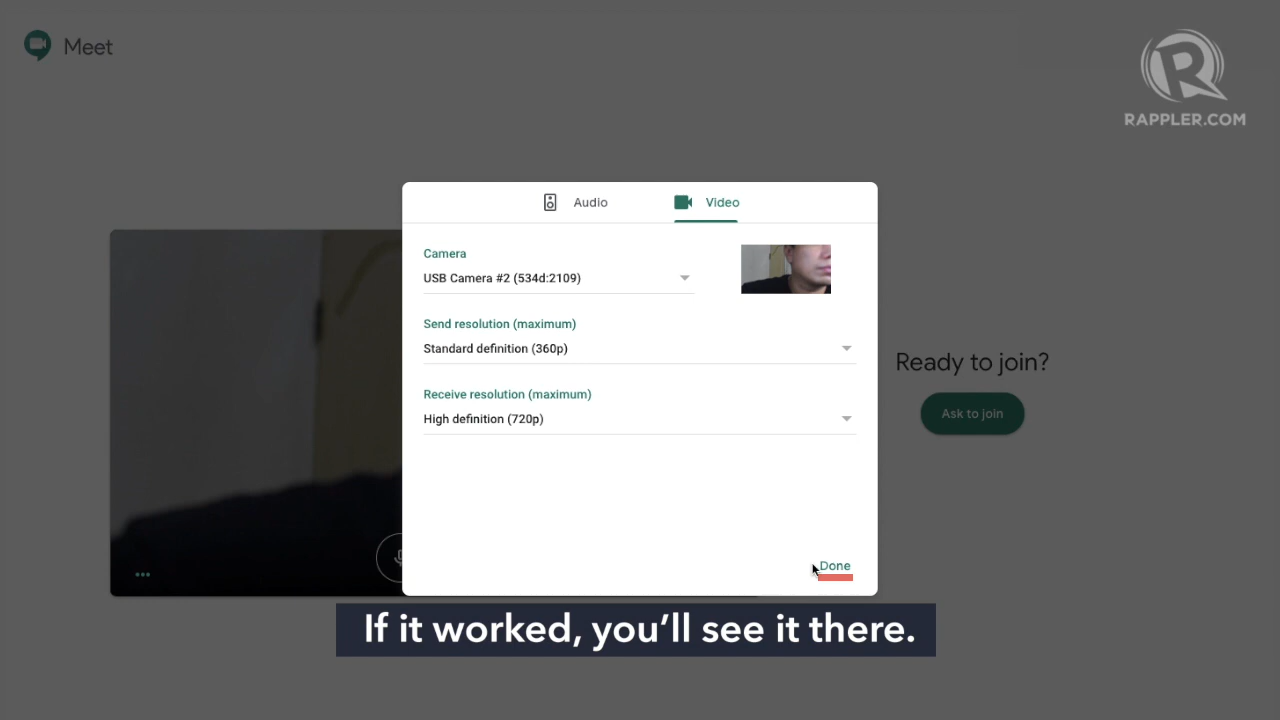 Meet
RAPPLER.COM
Audio
Video
Camera
USB Camera #2 (534d:2109)
Send resolution (maximum)
Standard definition (360p)
Receive resolution (maximum)
High definition (720p)
Ready to join?
Ask to join
Done
If it worked, you'll see it there.